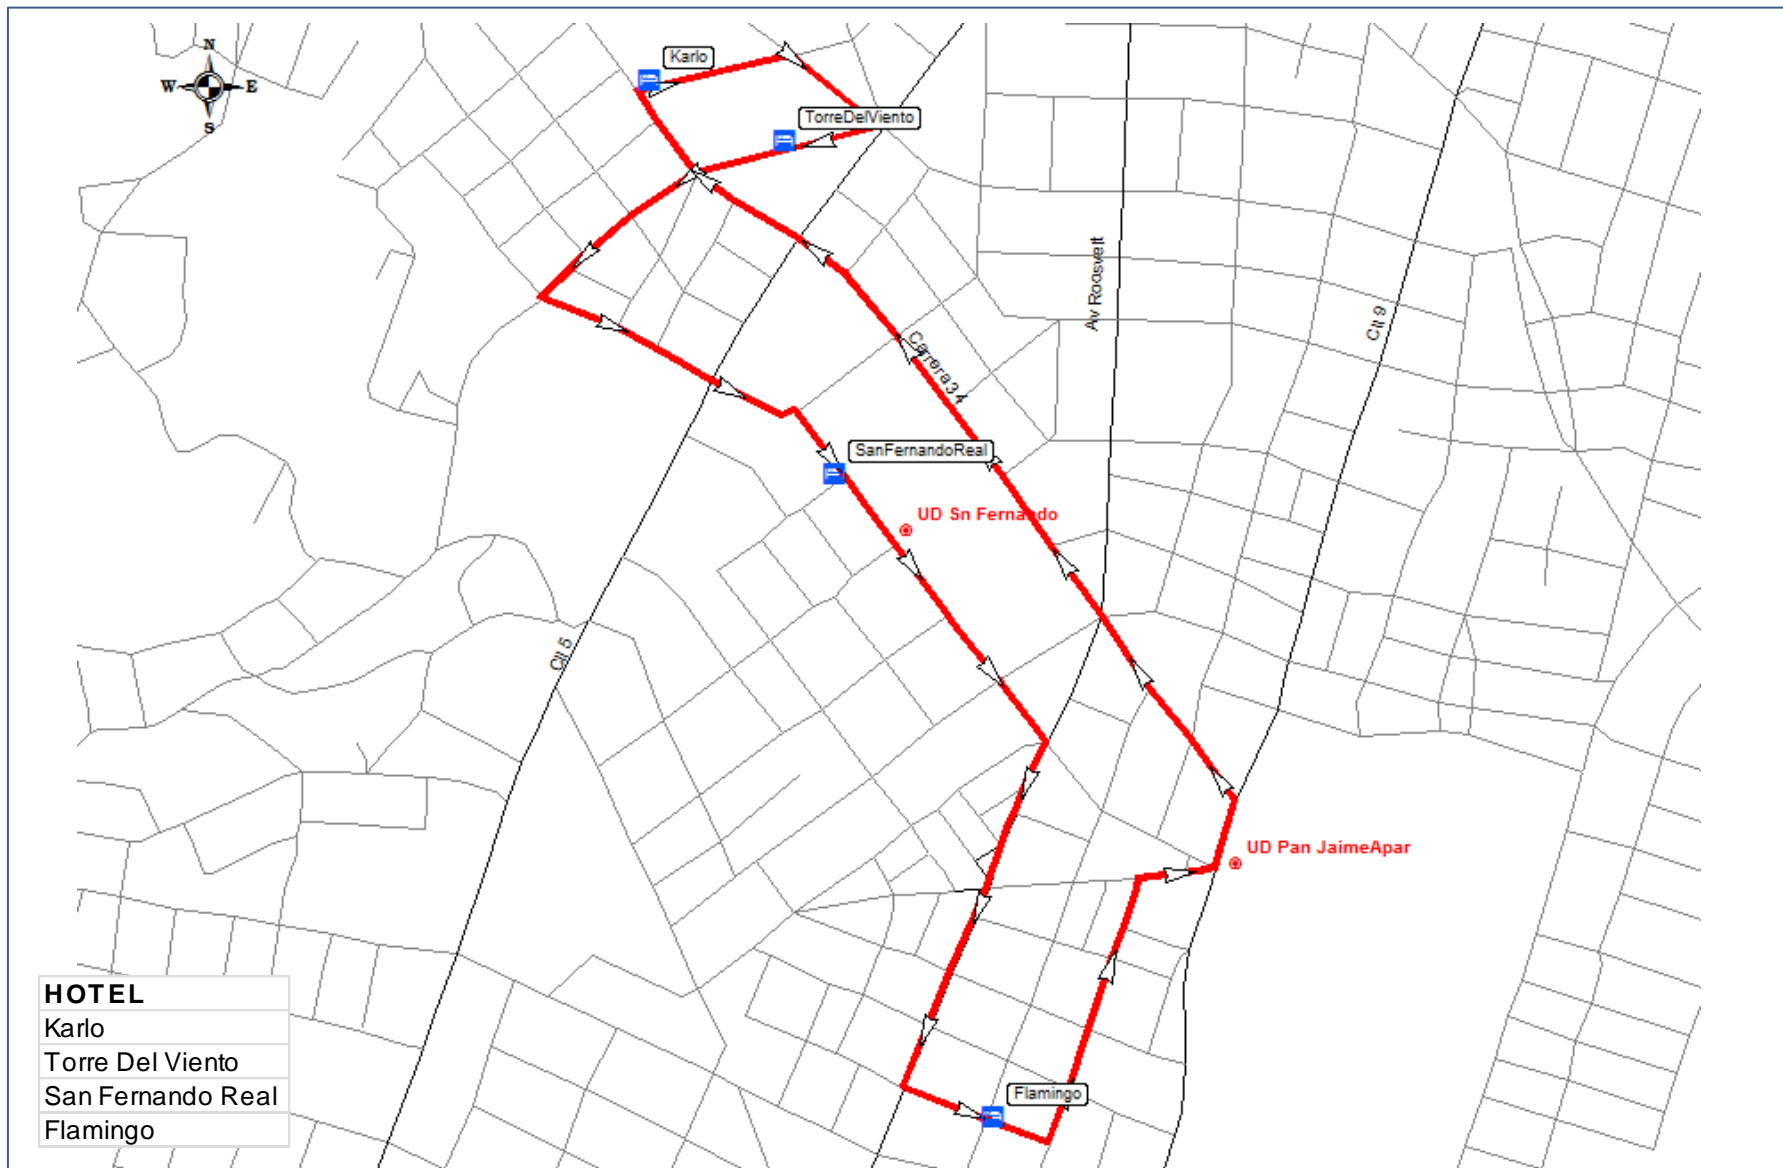 N
W E
S
Karlo
TorreDelViento
Av Roosvelt
Cll 9
Carrera34
SanFernandoReal
UD Sn Fernando
Cll 5
UD Pan JaimeApar
Flamingo
HOTEL
Karlo
Torre Del Viento
San Fernando Real
Flamingo